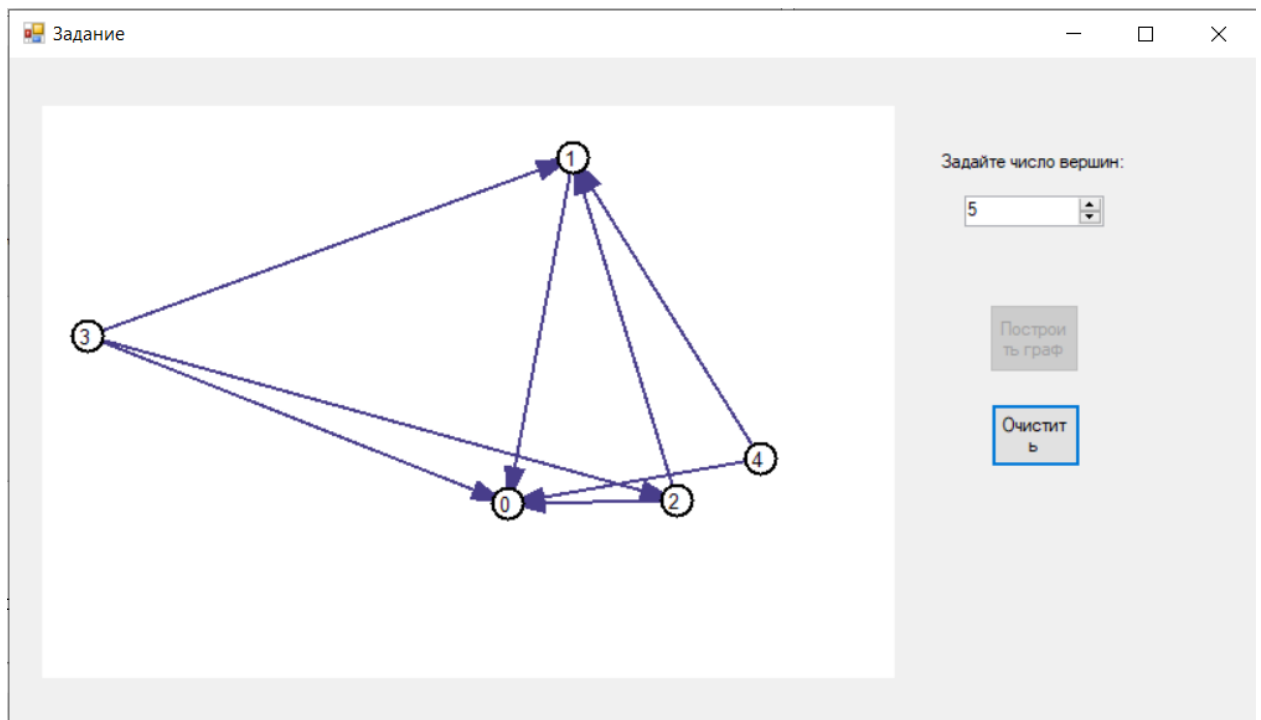 Задание
1
Задайте число вершин:
5
3
Построи
ть граф
Очистит
ь
4
0
2